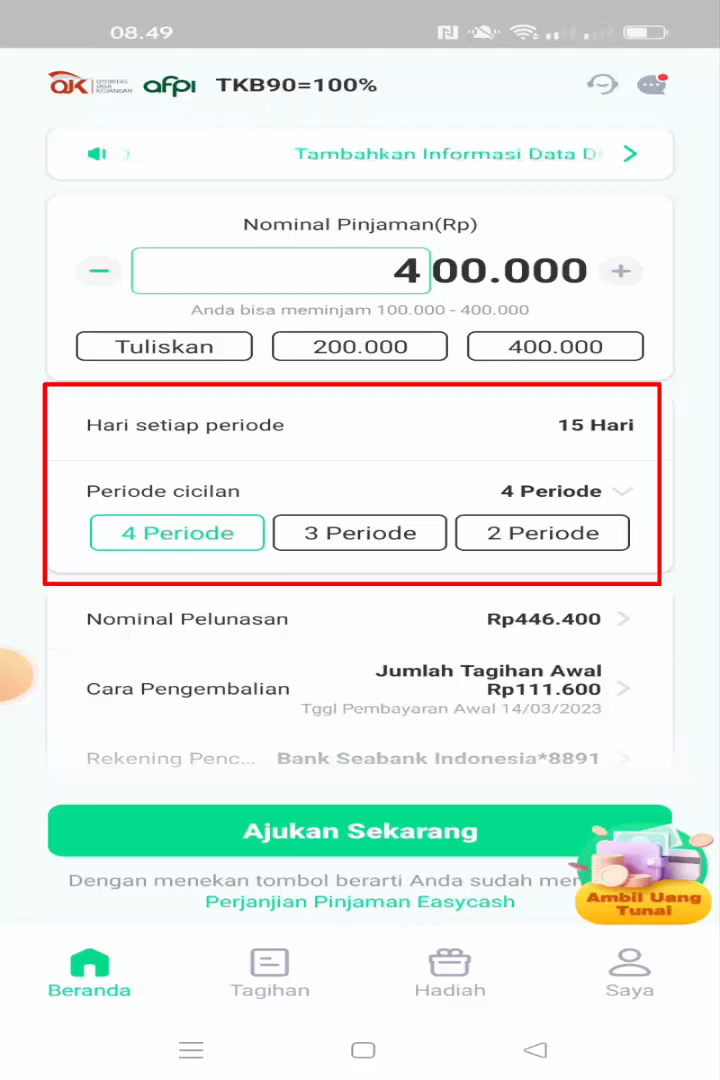 08.49
OJK OTORITAS JASA KEUANGAN afpi TKB90=100%
Tambahkan Informasi Data D
Nominal Pinjaman(Rp)
400.000
Anda bisa meminjam 100.000 - 400.000
Tuliskan 200.000 400.000
Hari setiap periode 15 Hari
Periode cicilan 4 Periode
4 Periode 3 Periode 2 Periode
Nominal Pelunasan Rp446.400
Jumlah Tagihan Awal
Cara Pengembalian Rp111.600
Tggl Pembayaran Awal 14/03/2023
Rekening Penc... Bank Seabank Indonesia*8891
Ajukan Sekarang
Dengan menekan tombol berarti Anda sudah mem
Perjanjian Pinjaman Easycash
Ambil Uang
Tunai
Beranda Tagihan Hadiah Saya